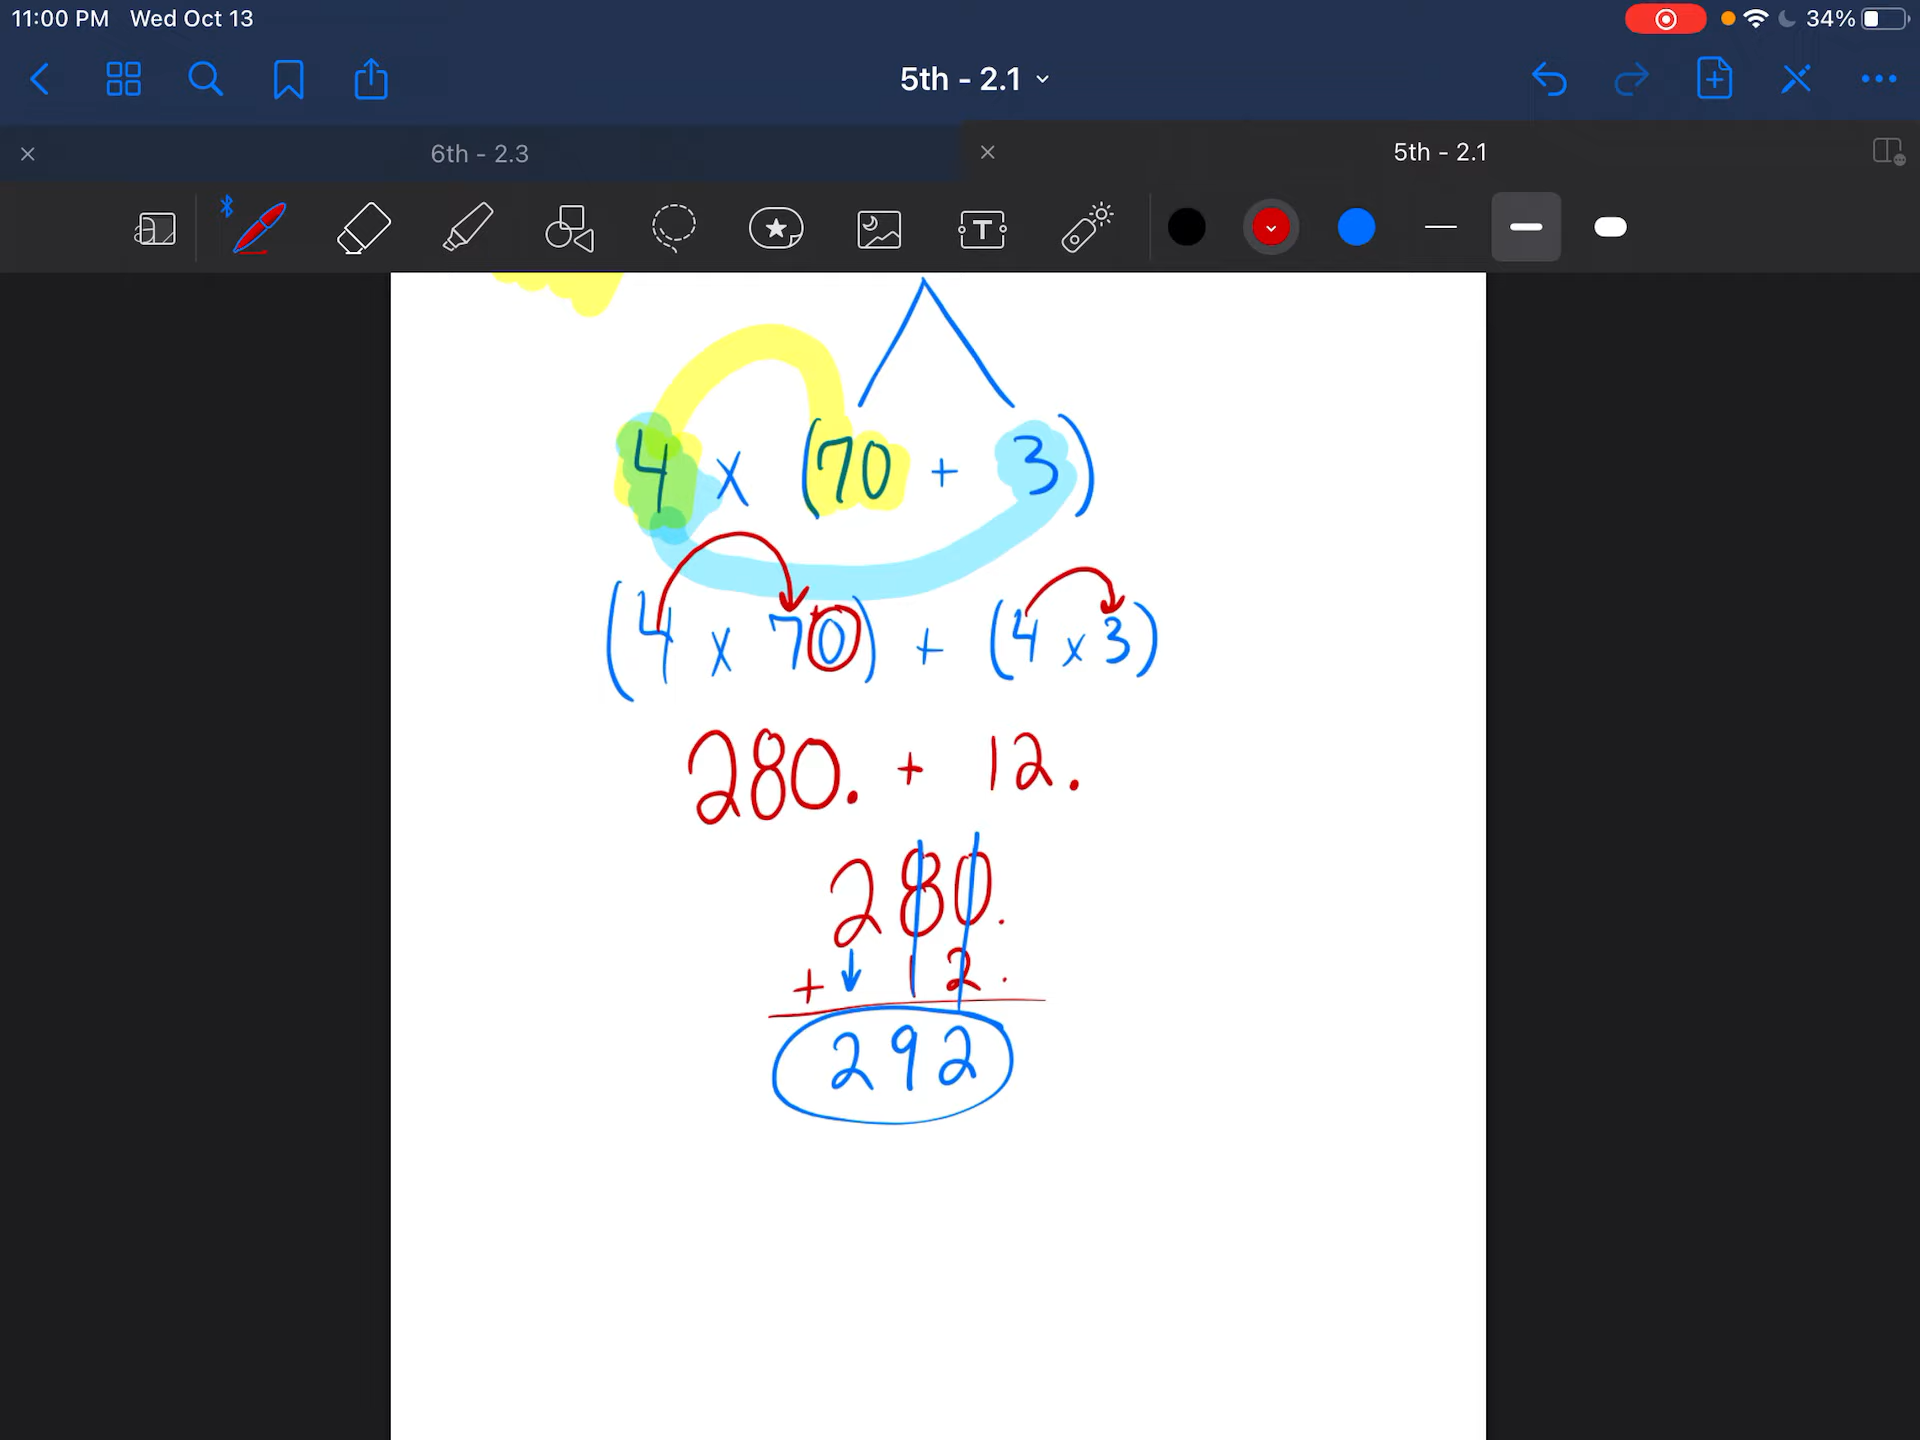 11:00 PM Wed Oct 13
34%
5th - 2.1
6th - 2.3
5th - 2.1
4 x (70 + 3)
(4 x 70) + (4 x 3)
280. + 12.
280.
+ 12.
292